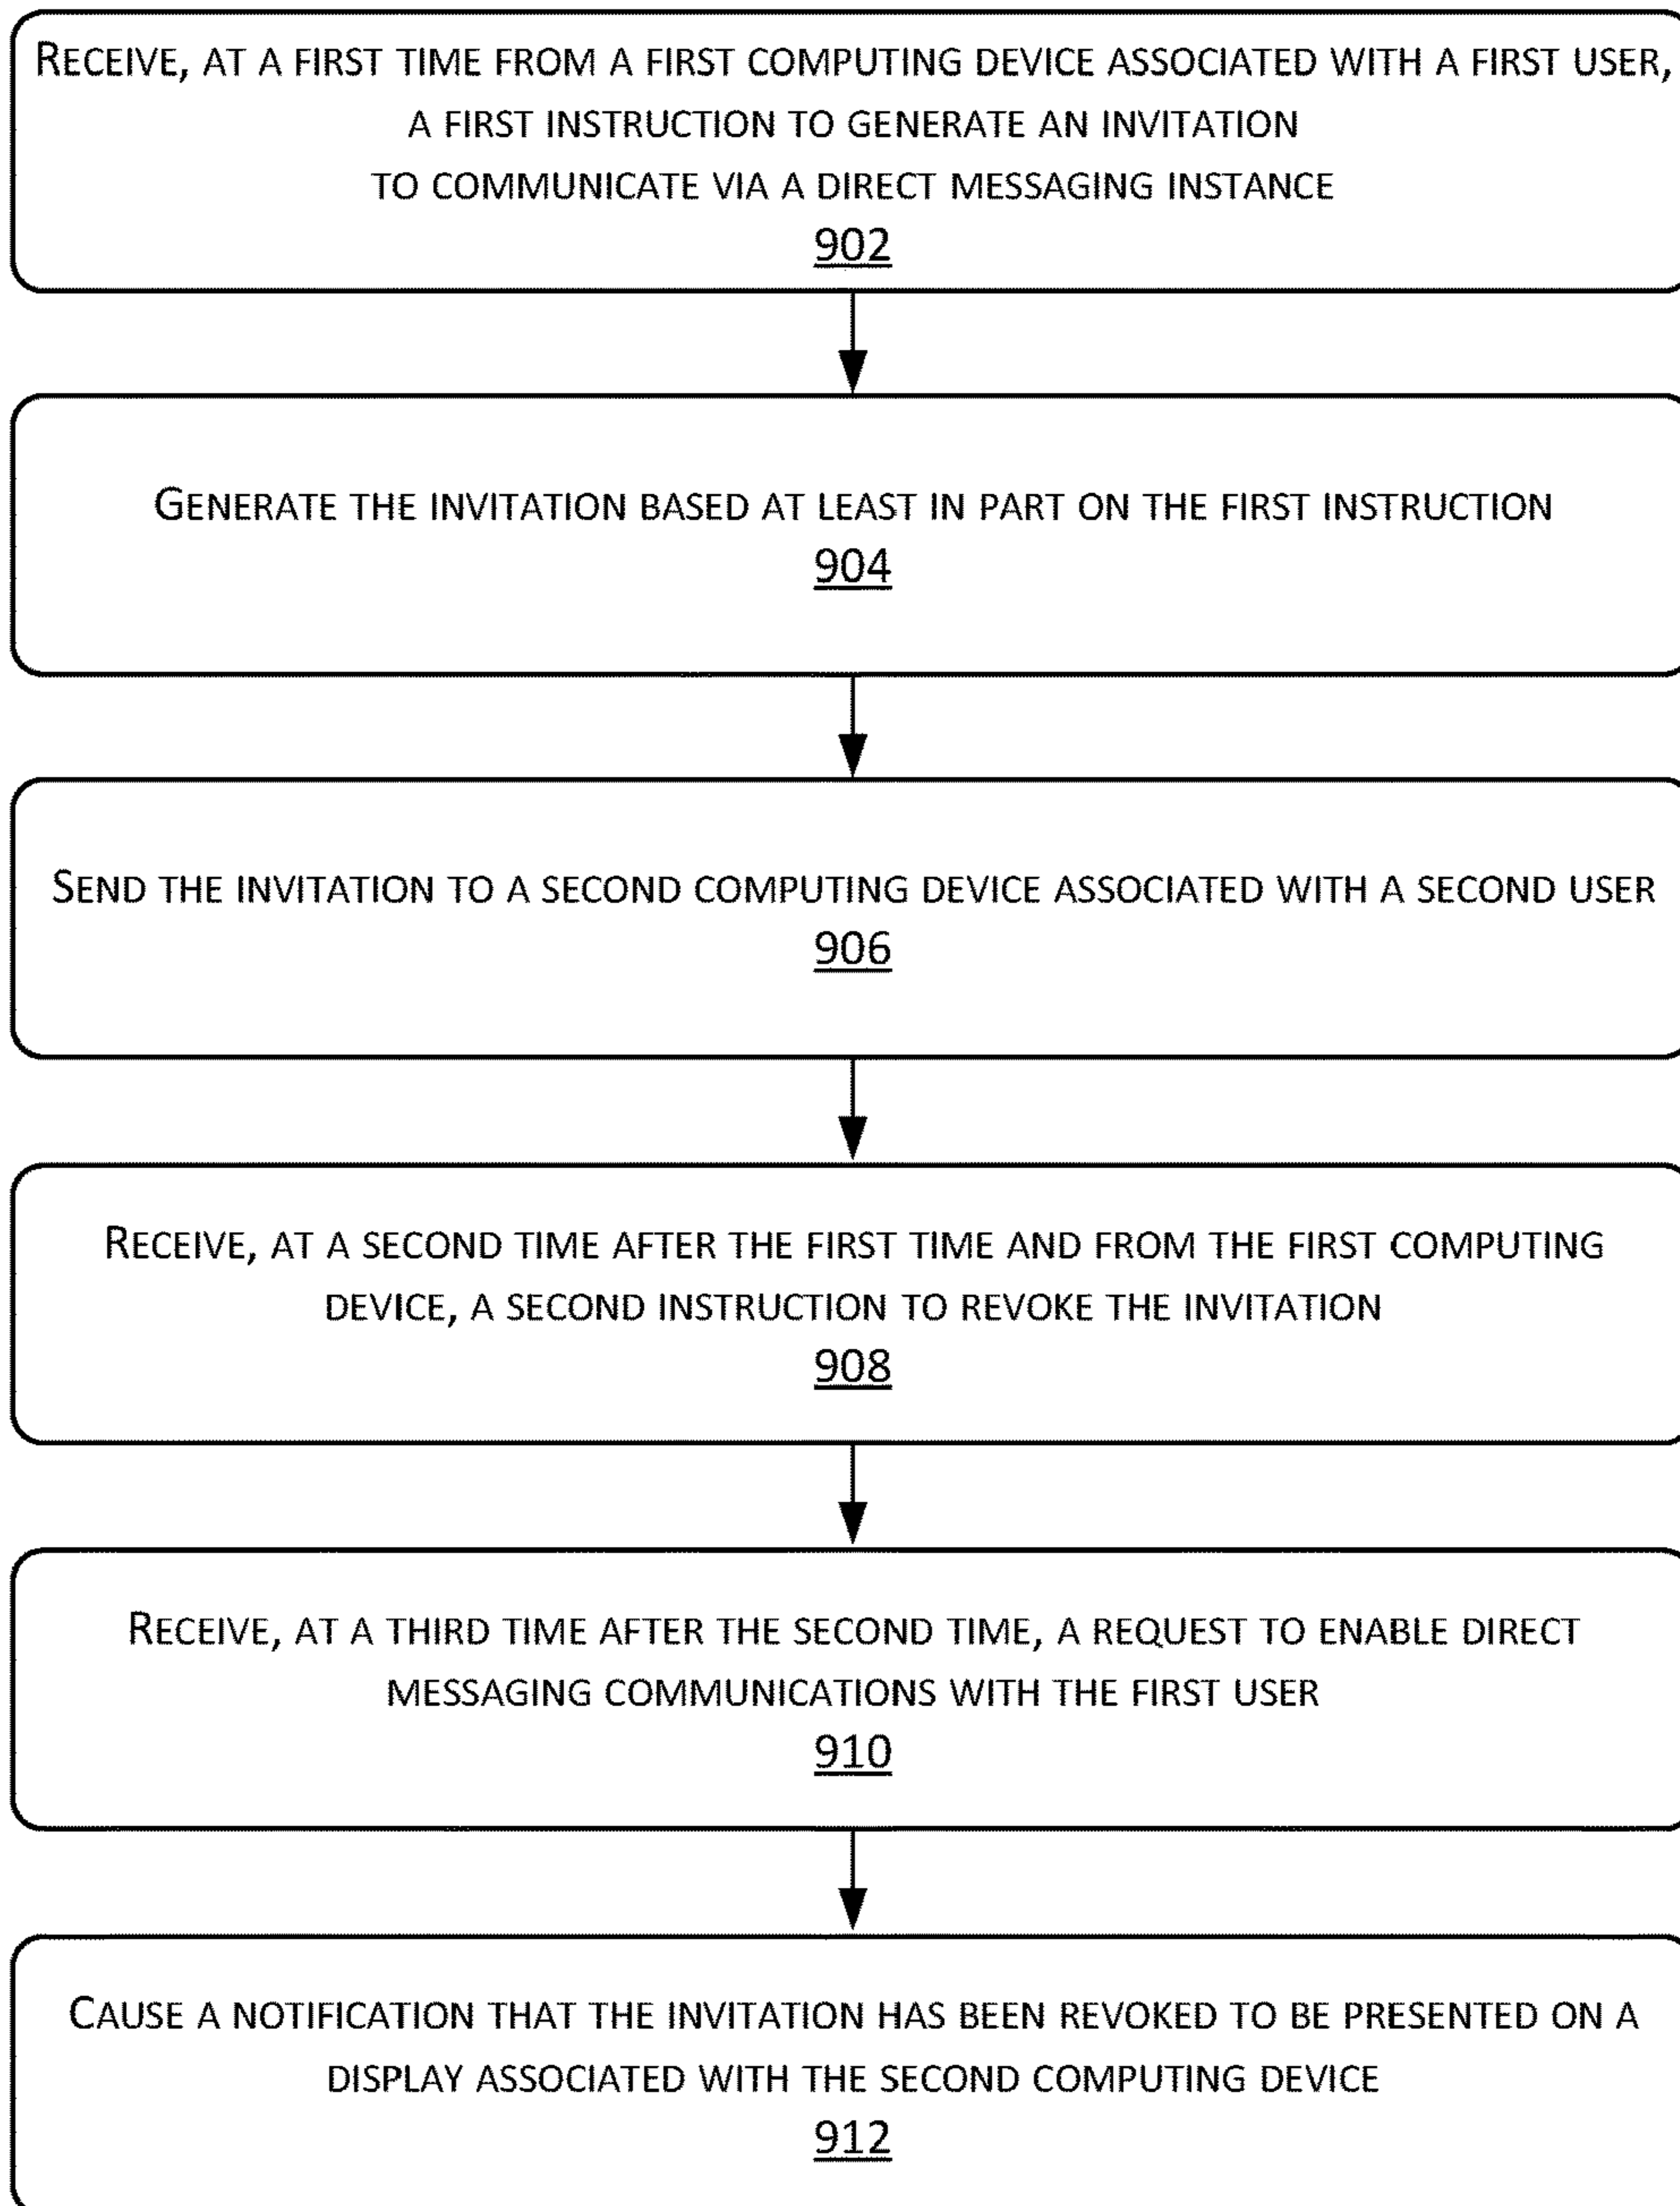 RECEIVE, AT A FIRST TIME FROM A FIRST COMPUTING DEVICE ASSOCIATED WITH A FIRST USER,
A FIRST INSTRUCTION TO GENERATE AN INVITATION
TO COMMUNICATE VIA A DIRECT MESSAGING INSTANCE
902
GENERATE THE INVITATION BASED AT LEAST IN PART ON THE FIRST INSTRUCTION
904
SEND THE INVITATION TO A SECOND COMPUTING DEVICE ASSOCIATED WITH A SECOND USER
906
RECEIVE, AT A SECOND TIME AFTER THE FIRST TIME AND FROM THE FIRST COMPUTING
DEVICE, A SECOND INSTRUCTION TO REVOKE THE INVITATION
908
RECEIVE, AT A THIRD TIME AFTER THE SECOND TIME, A REQUEST TO ENABLE DIRECT
MESSAGING COMMUNICATIONS WITH THE FIRST USER
910
CAUSE A NOTIFICATION THAT THE INVITATION HAS BEEN REVOKED TO BE PRESENTED ON A
DISPLAY ASSOCIATED WITH THE SECOND COMPUTING DEVICE
912